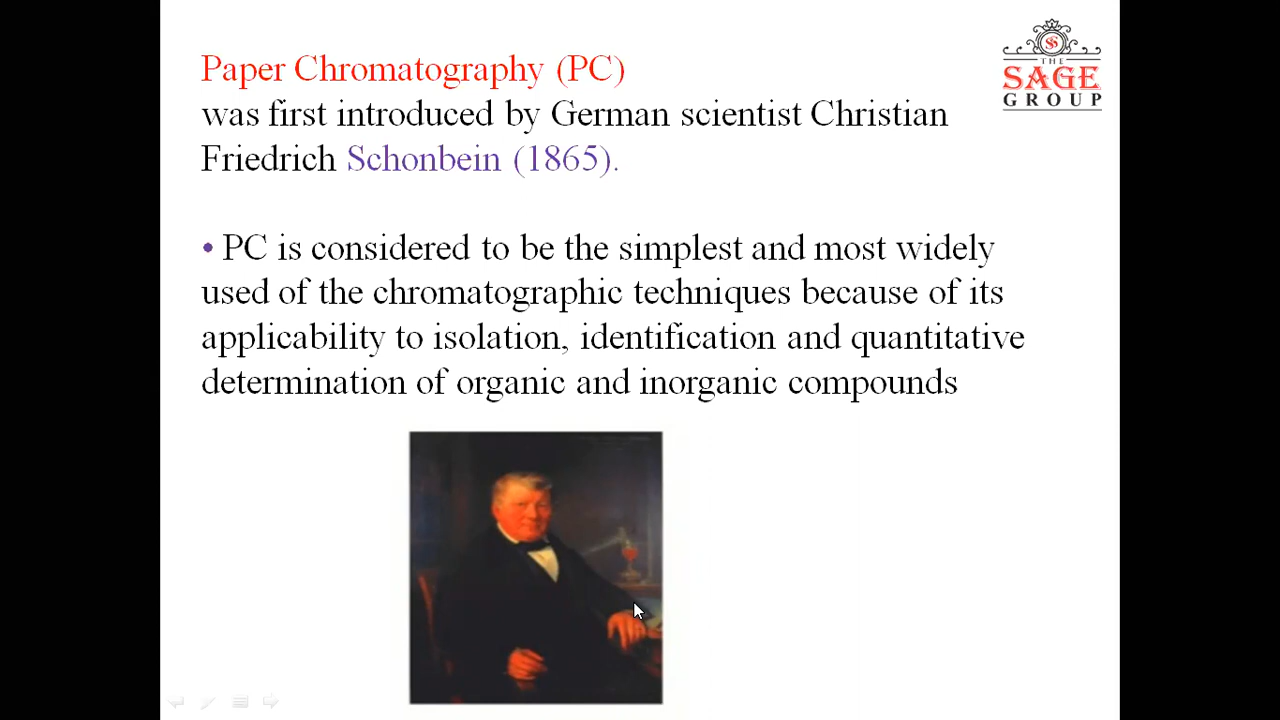 Paper Chromatography (PC)
was first introduced by German scientist Christian
Friedrich Schonbein (1865).
• PC is considered to be the simplest and most widely
used of the chromatographic techniques because of its
applicability to isolation, identification and quantitative
determination of organic and inorganic compounds
THE
SAGE
GROUP